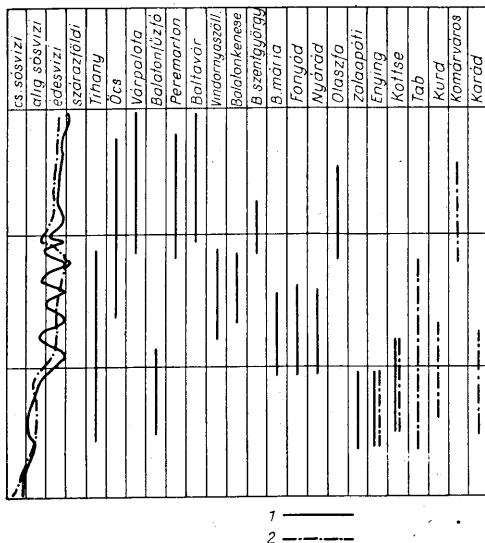 cs. sósvizi
alig sósvizi
édesvizi
szárazföldi
Tihany
Öcs
Várpalota
Balatonfűzfő
Peremarton
Baltavár
Vindornyaszöll.
Balatonkenese
B. szentgyörgy
B. mária
Fonyód
Nyárád
Olaszfa
Zalaapáti
Enying
Köttse
Tab
Kurd
Komárváros
Karád
1
2